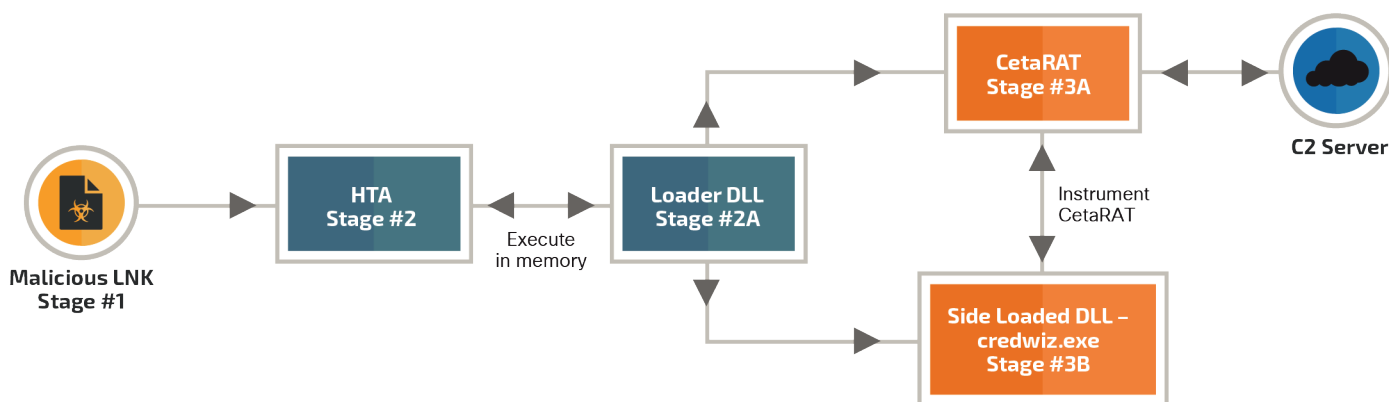 Malicious LNK
Stage #1
HTA
Stage #2
Execute
in memory
Loader DLL
Stage #2A
CetaRAT
Stage #3A
C2 Server
Instrument
CetaRAT
Side Loaded DLL –
credwiz.exe
Stage #3B